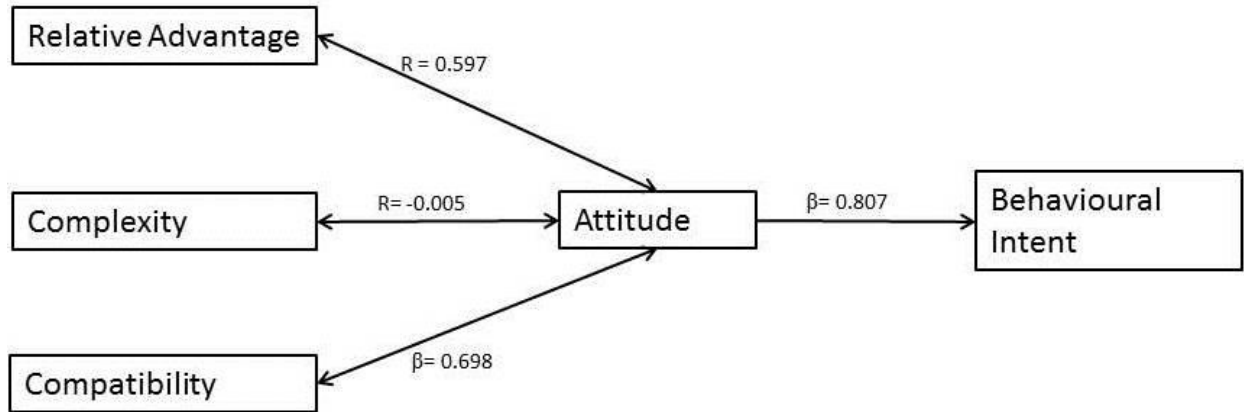 Relative Advantage
R = 0.597
Complexity
R= -0.005
Attitude
β= 0.807
Behavioural
Intent
β= 0.698
Compatibility